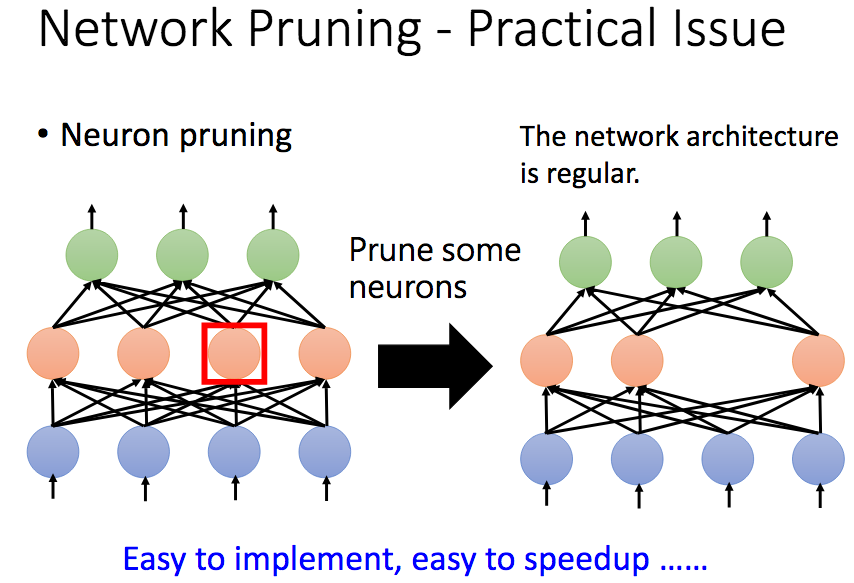 Network Pruning - Practical Issue
• Neuron pruning
The network architecture
is regular.
Prune some
neurons
Easy to implement, easy to speedup ......